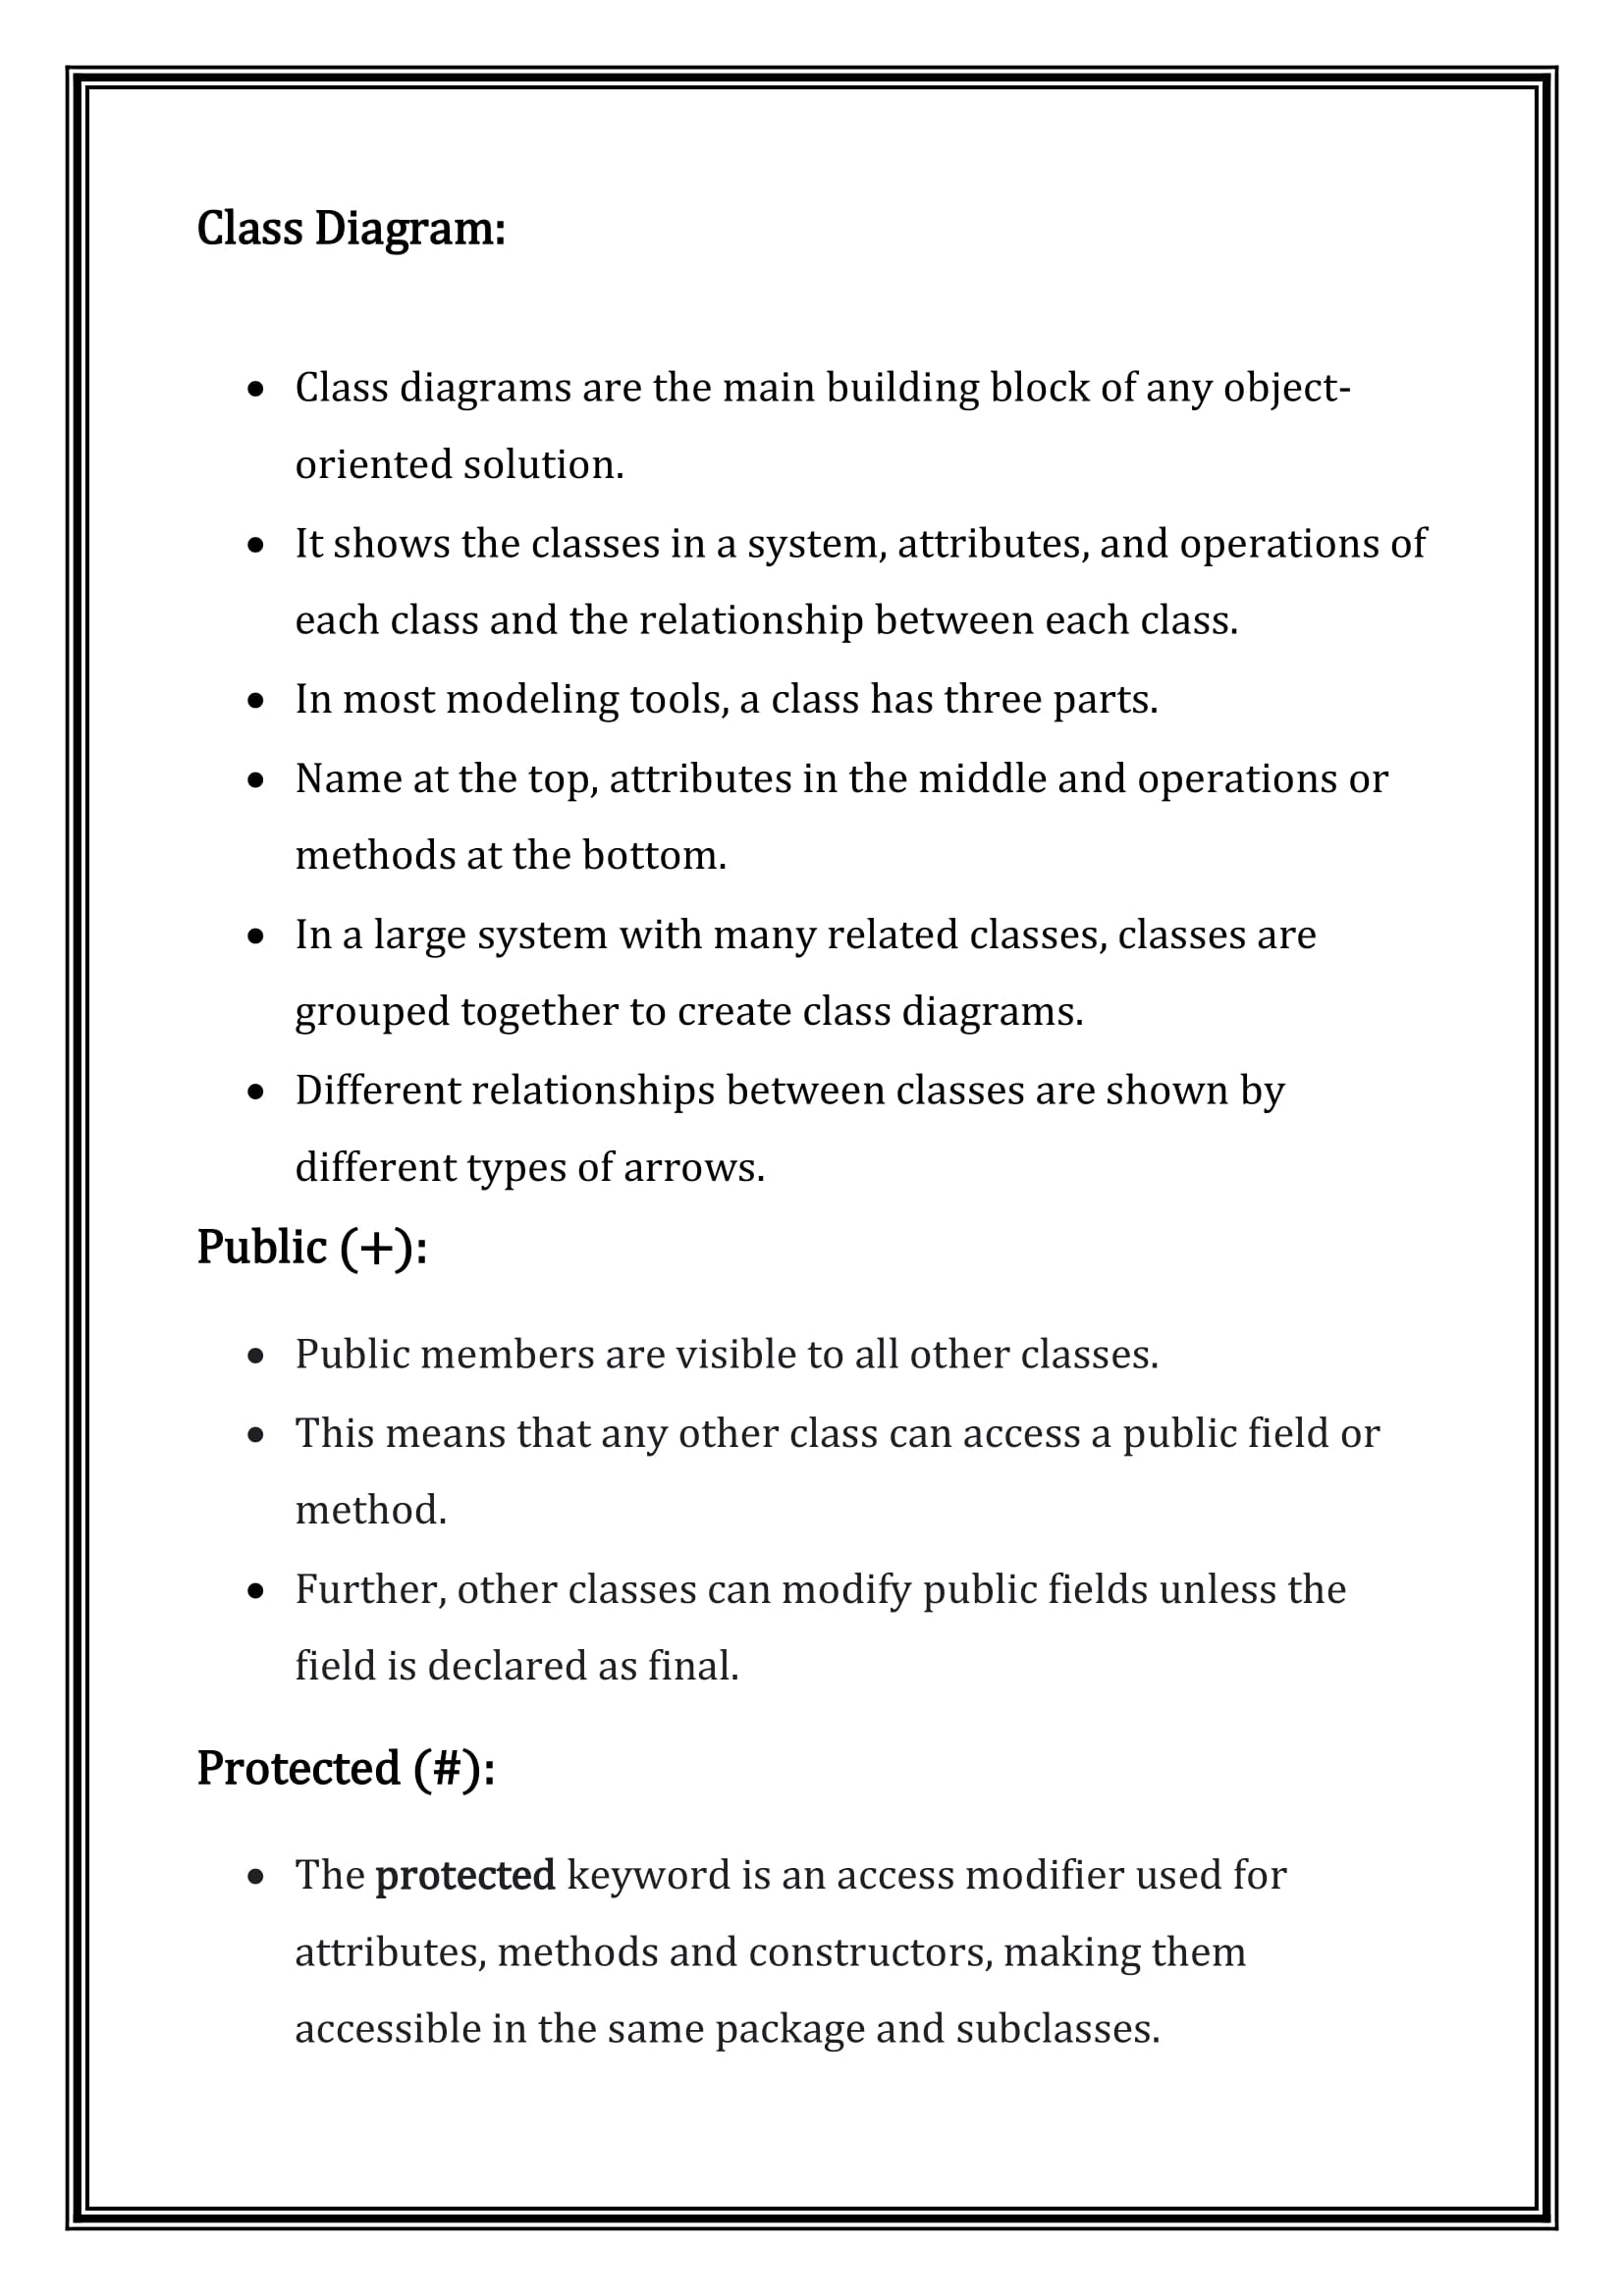 Class Diagram:
• Class diagrams are the main building block of any object-
oriented solution.
• It shows the classes in a system, attributes, and operations of
each class and the relationship between each class.
• In most modeling tools, a class has three parts.
• Name at the top, attributes in the middle and operations or
methods at the bottom.
• In a large system with many related classes, classes are
grouped together to create class diagrams.
• Different relationships between classes are shown by
different types of arrows.
Public (+):
• Public members are visible to all other classes.
• This means that any other class can access a public field or
method.
• Further, other classes can modify public fields unless the
field is declared as final.
Protected (#):
• The protected keyword is an access modifier used for
attributes, methods and constructors, making them
accessible in the same package and subclasses.